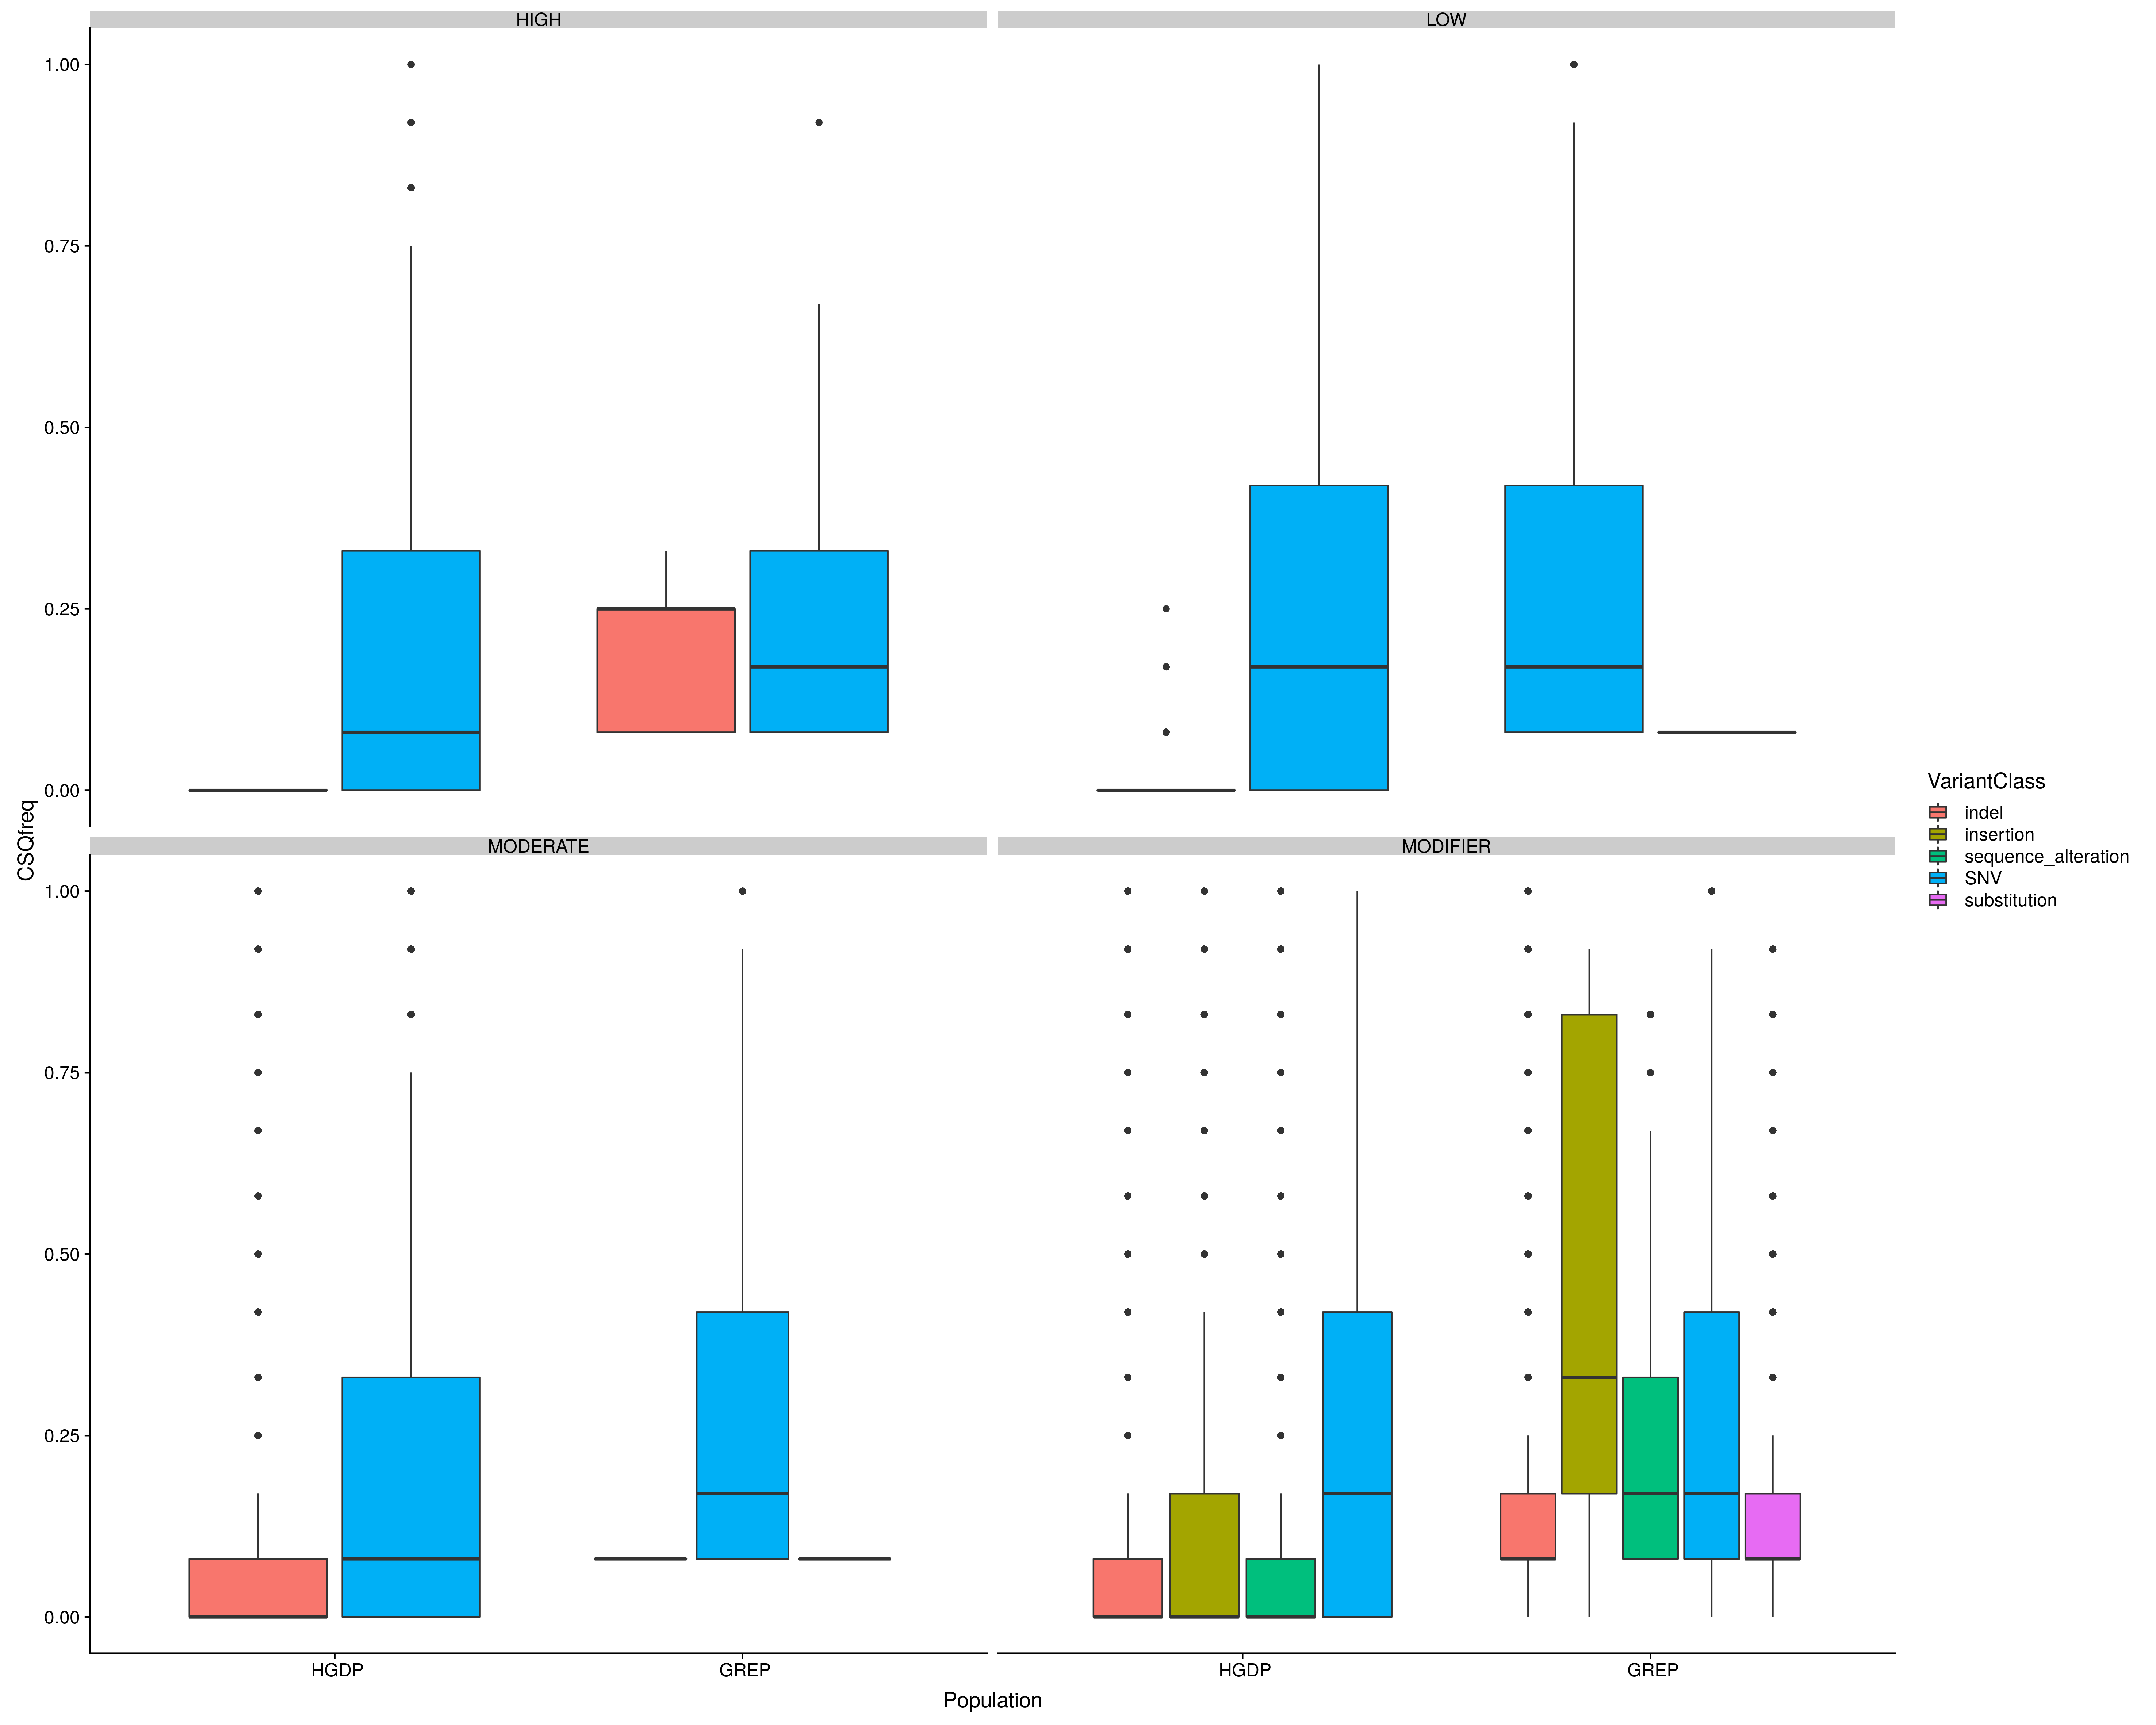 HIGH
LOW
1.00
0.75
0.50
0.25
0.00
CSQfreq
MODERATE
MODIFIER
1.00
0.75
0.50
0.25
0.00
HGDP
GREP
HGDP
GREP
Population
VariantClass
indel
insertion
sequence_alteration
SNV
substitution